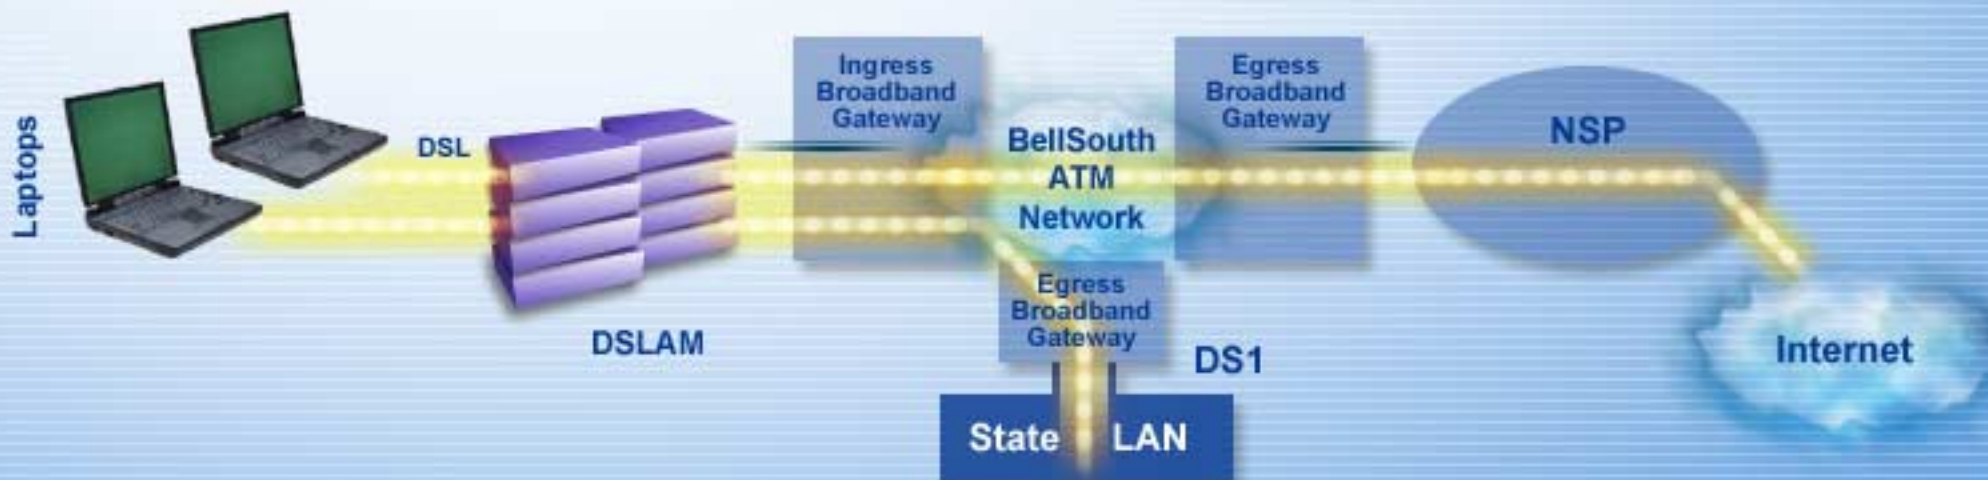 Laptops
DSL
DSLAM
Ingress
Broadband
Gateway
BellSouth
ATM
Network
Egress
Broadband
Gateway
NSP
Egress
Broadband
Gateway
DS1
State LAN
Internet